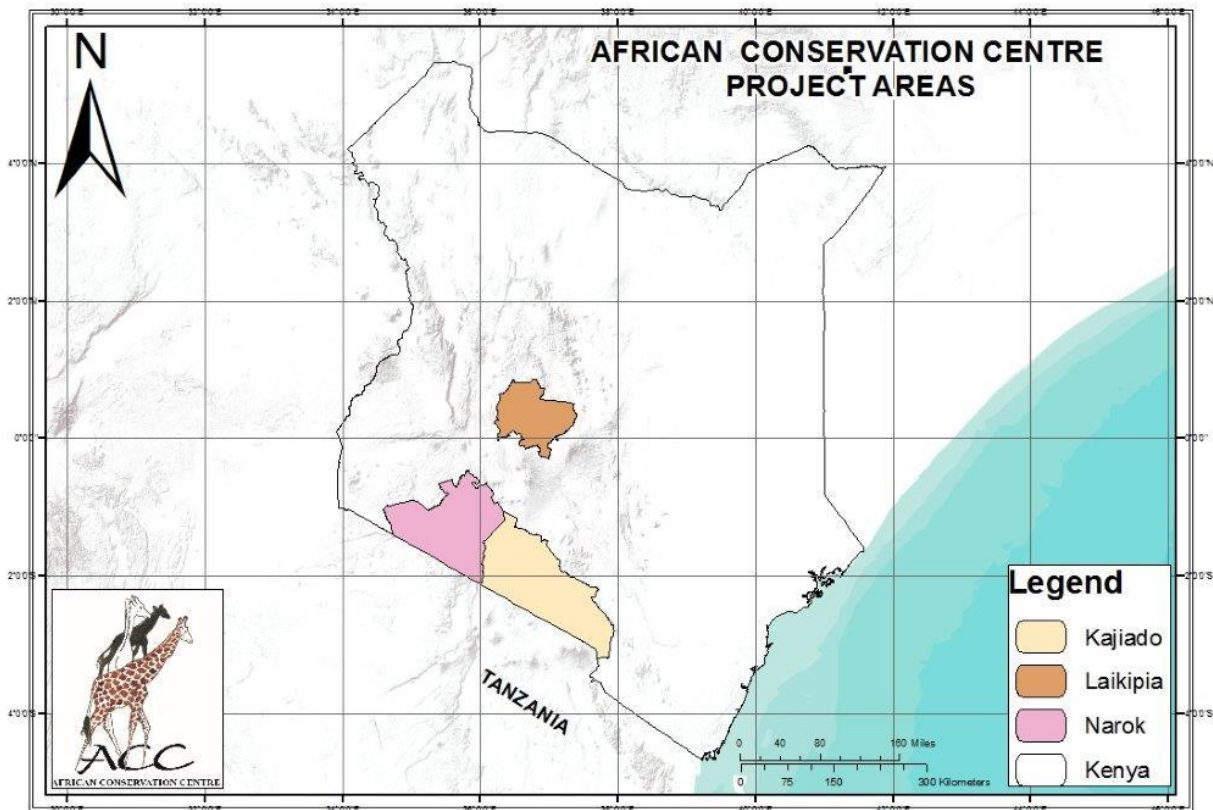 N
AFRICAN CONSERVATION CENTRE
PROJECT AREAS
4°0'0"N
2°0'0"N
0°0'0"
2°0'0"S
4°0'0"S
TANZANIA
Legend
Kajiado
Laikipia
Narok
Kenya
ACC
AFRICAN CONSERVATION CENTRE
0 40 80 160 Miles
0 75 150 300 Kilometers